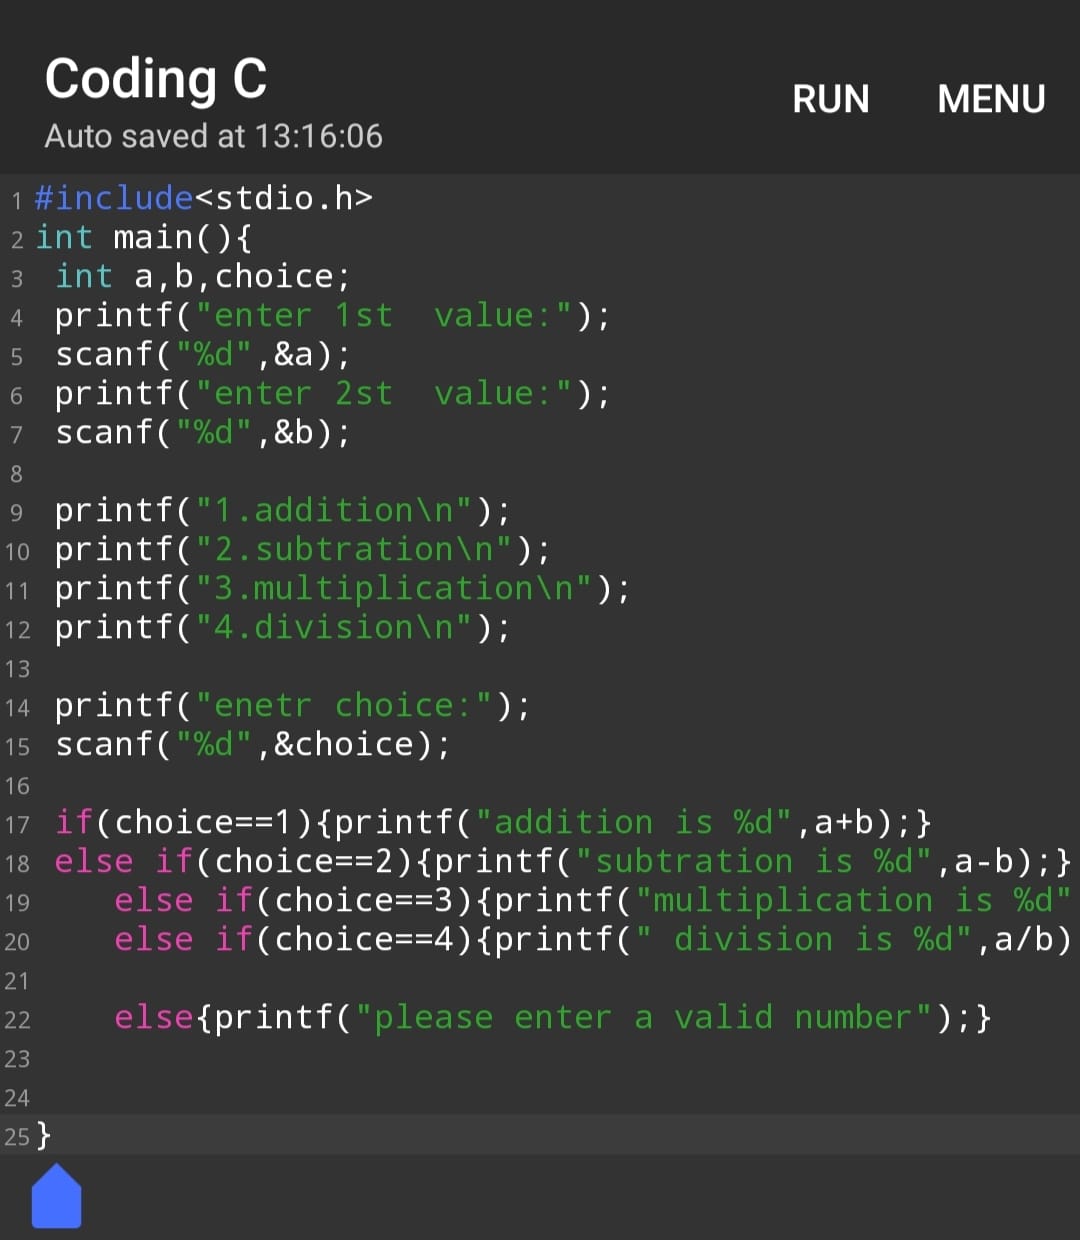 Coding C
Auto saved at 13:16:06
RUN MENU
1 #include<stdio.h>
2 int main(){
3 int a,b,choice;
4 printf("enter 1st  value:");
5 scanf("%d",&a);
6 printf("enter 2st  value:");
7 scanf("%d",&b);
8
9 printf("1.addition\n");
10 printf("2.subtration\n");
11 printf("3.multiplication\n");
12 printf("4.division\n");
13
14 printf("enetr choice:");
15 scanf("%d",&choice);
16
17 if(choice==1){printf("addition is %d",a+b);}
18 else if(choice==2){printf("subtration is %d",a-b);}
19 else if(choice==3){printf("multiplication is %d"
20 else if(choice==4){printf(" division is %d",a/b)
21
22 else{printf("please enter a valid number");}
23
24
25 }